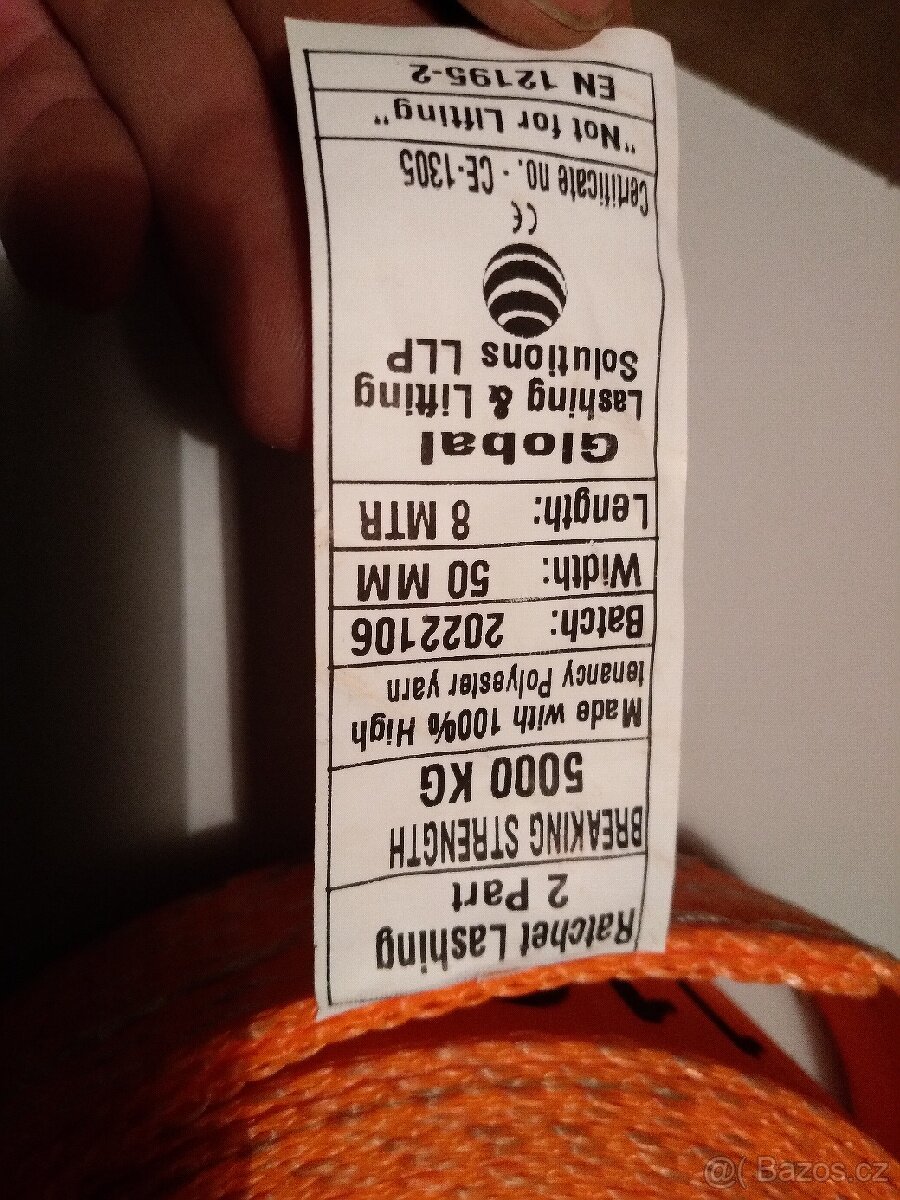 Ratchet Lashing
2 Part
BREAKING STRENGTH
5000 KG
Made with 100% High
tenancy Polyester yarn
Batch: 2022106
Width: 50 MM
Length: 8 MTR
Global
Lashing & Lifting
Solutions LLP
CE
Certificate no. - CE-1305
"Not for Lifting"
EN 12195-2
@( Bazos.cz